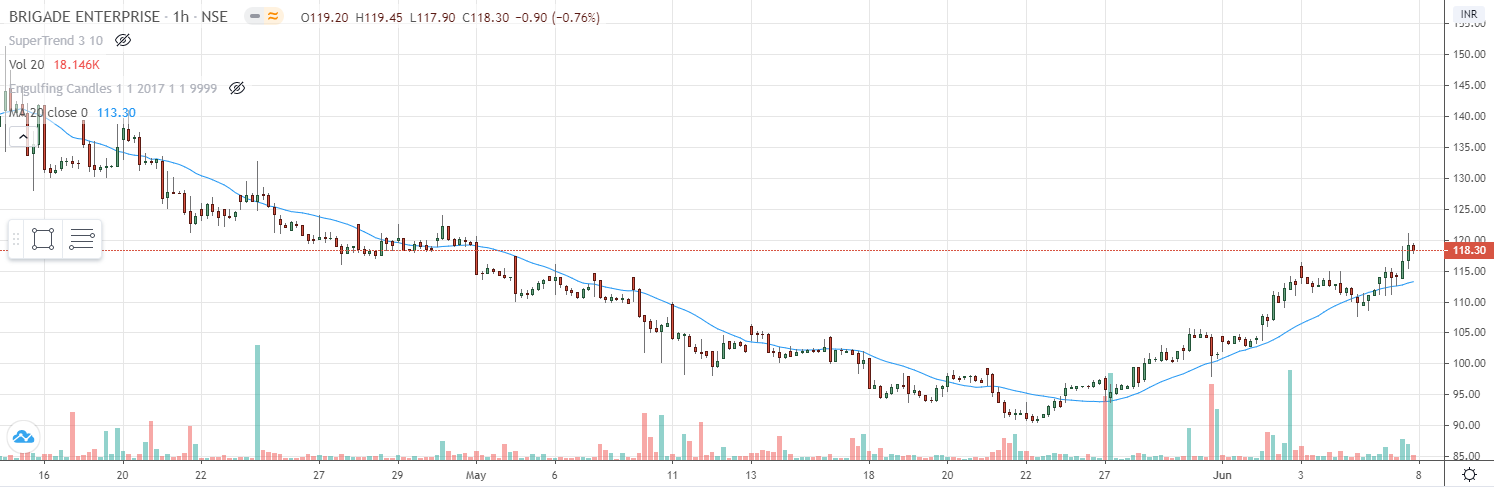 BRIGADE ENTERPRISE · 1h · NSE O119.20 H119.45 L117.90 C118.30 −0.90 (−0.76%)
INR
SuperTrend 3 10
Vol 20 18.146K
Engulfing Candles 1 1 2017 1 1 9999
MA 20 close 0 113.30
155.00
150.00
145.00
140.00
135.00
130.00
125.00
120.00
118.30
115.00
110.00
105.00
100.00
95.00
90.00
85.00
16 20 22 27 29 May 6 11 13 18 20 22 27 Jun 3 8